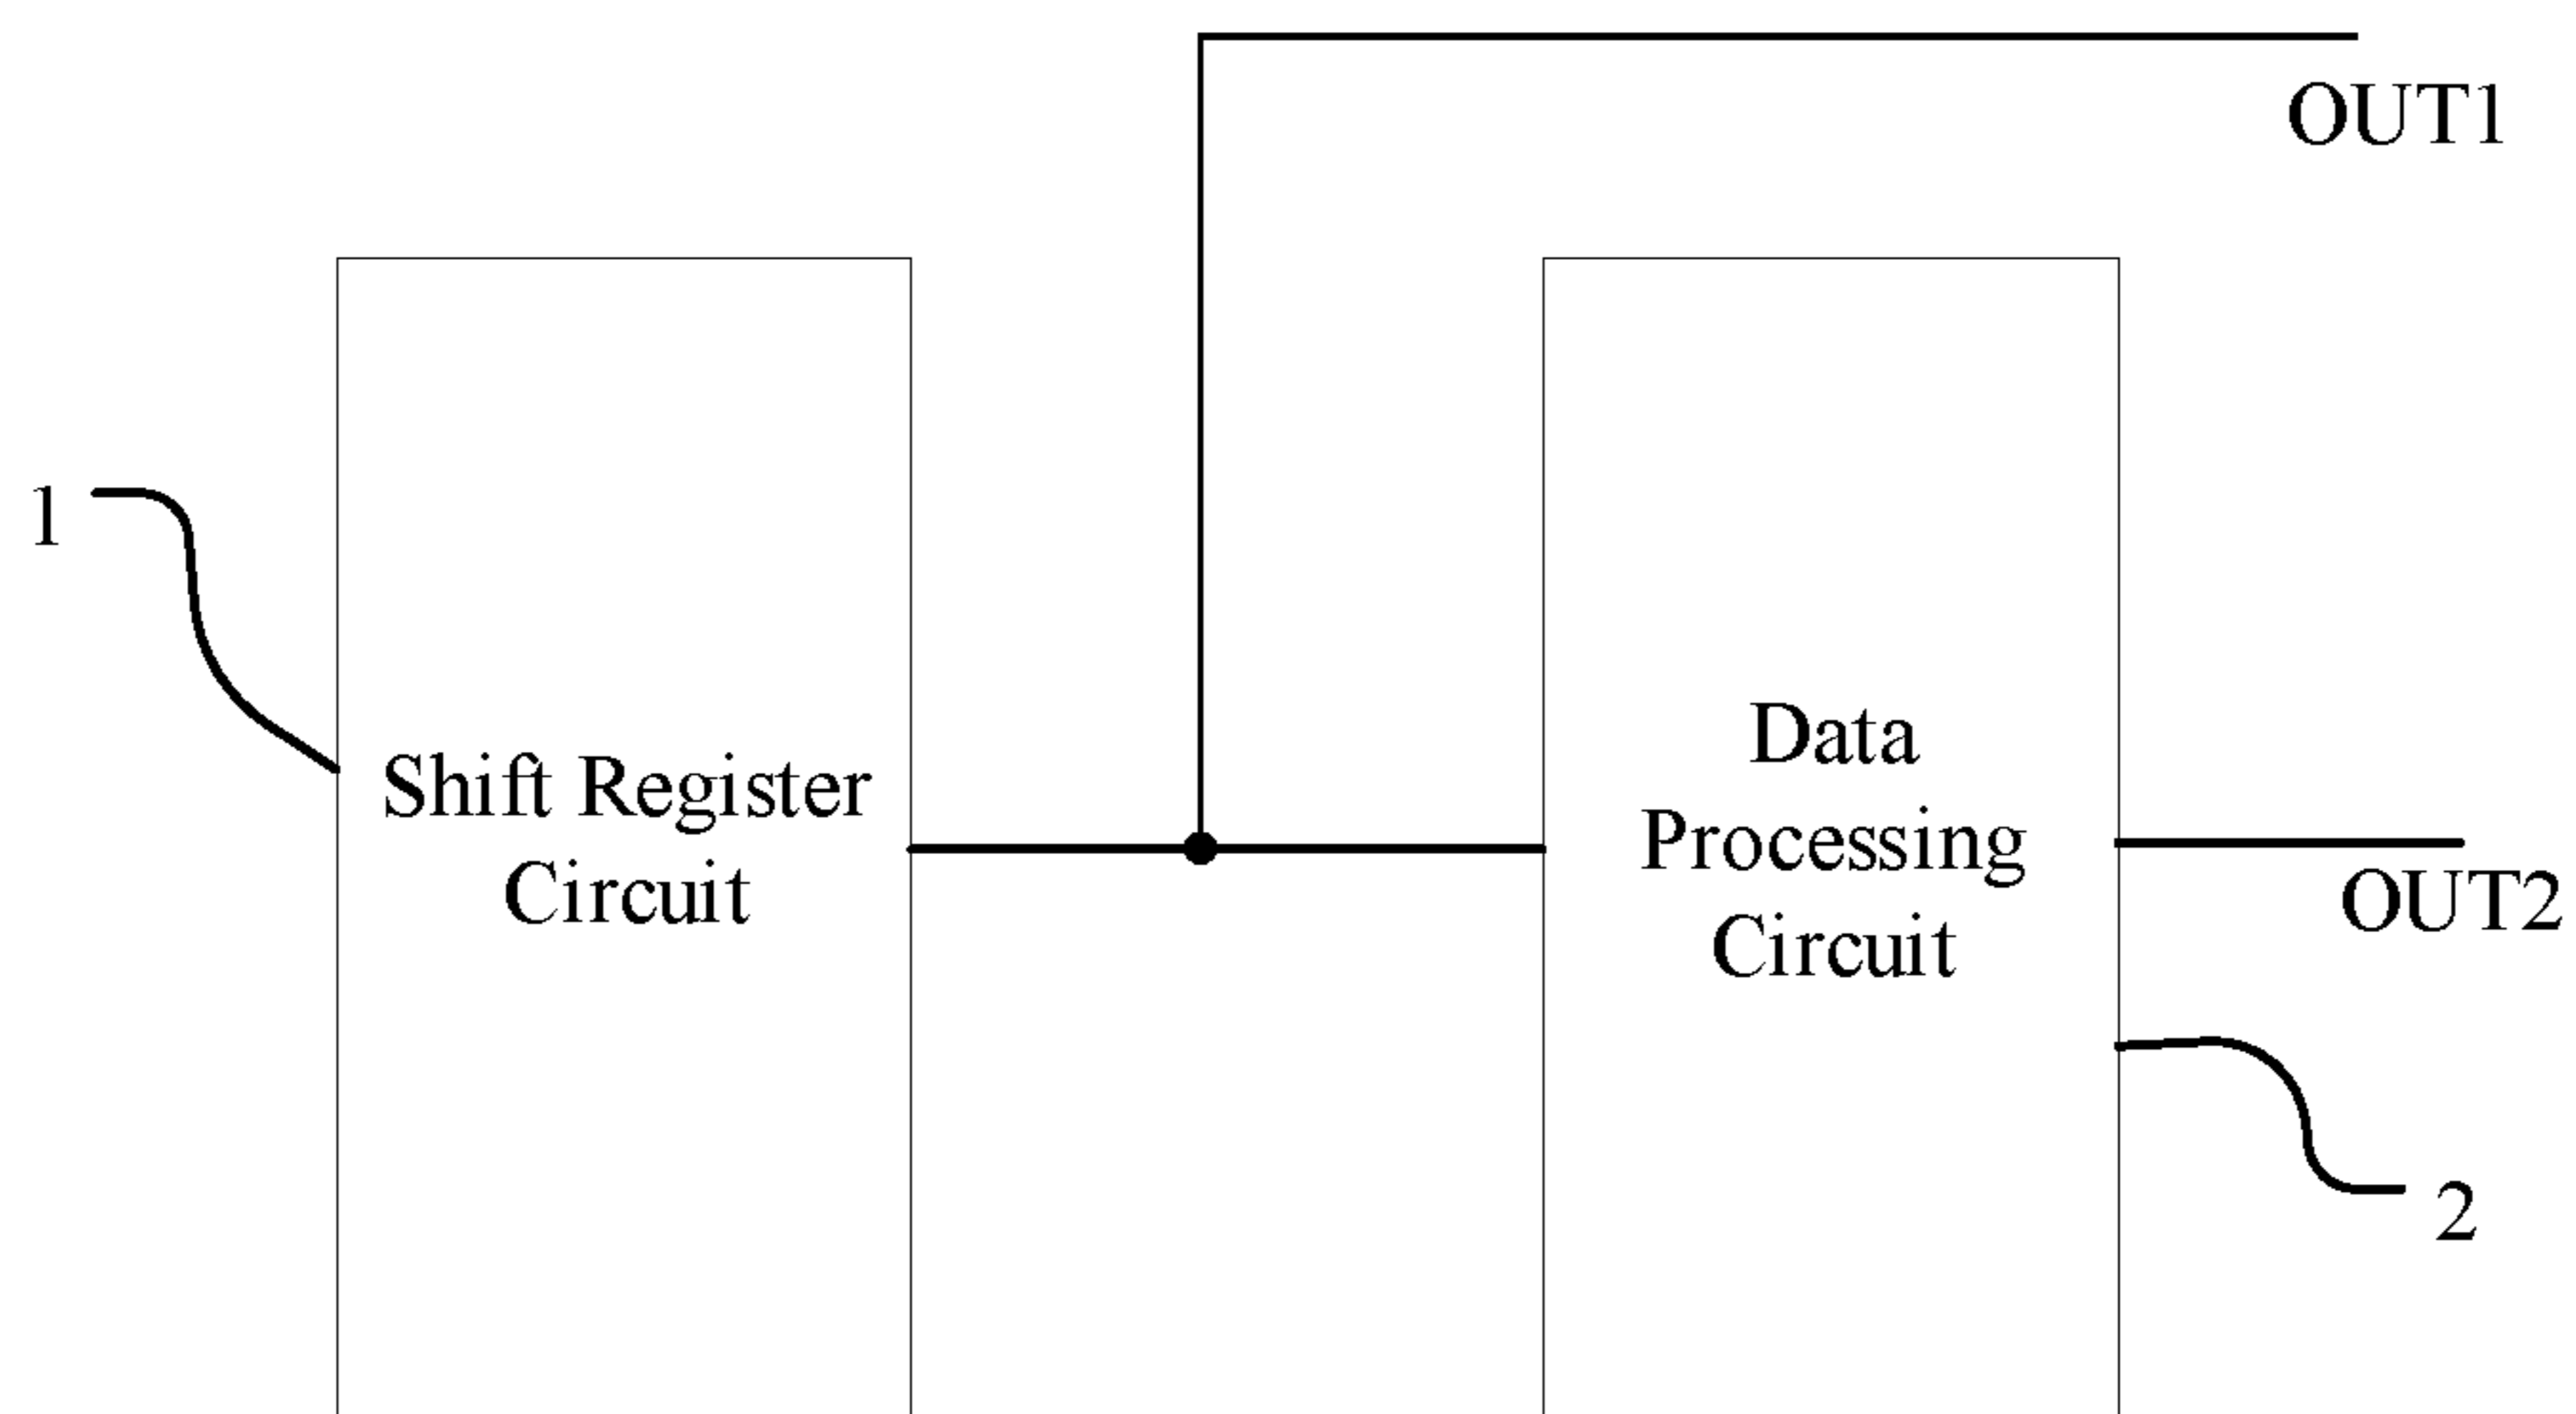 OUT1
1
Shift Register
Circuit
Data
Processing
Circuit
OUT2
2